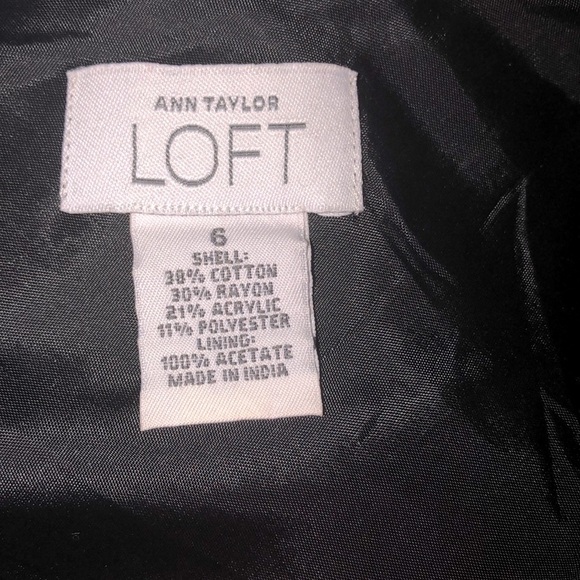 ANN TAYLOR
LOFT
6
SHELL:
38% COTTON
30% RAYON
21% ACRYLIC
11% POLYESTER
LINING:
100% ACETATE
MADE IN INDIA